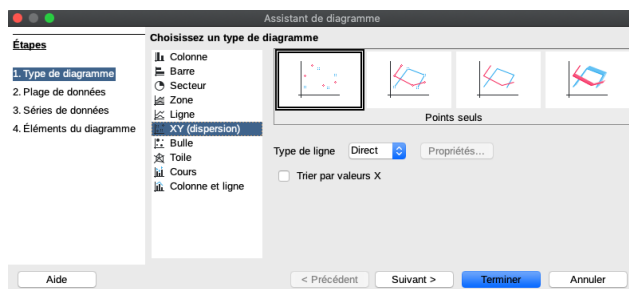 Assistant de diagramme
Étapes
1. Type de diagramme
2. Plage de données
3. Séries de données
4. Éléments du diagramme
Choisissez un type de diagramme
Colonne
Barre
Secteur
Zone
Ligne
XY (dispersion)
Bulle
Toile
Cours
Colonne et ligne
Points seuls
Type de ligne Direct Propriétés...
Trier par valeurs X
Aide < Précédent Suivant > Terminer Annuler